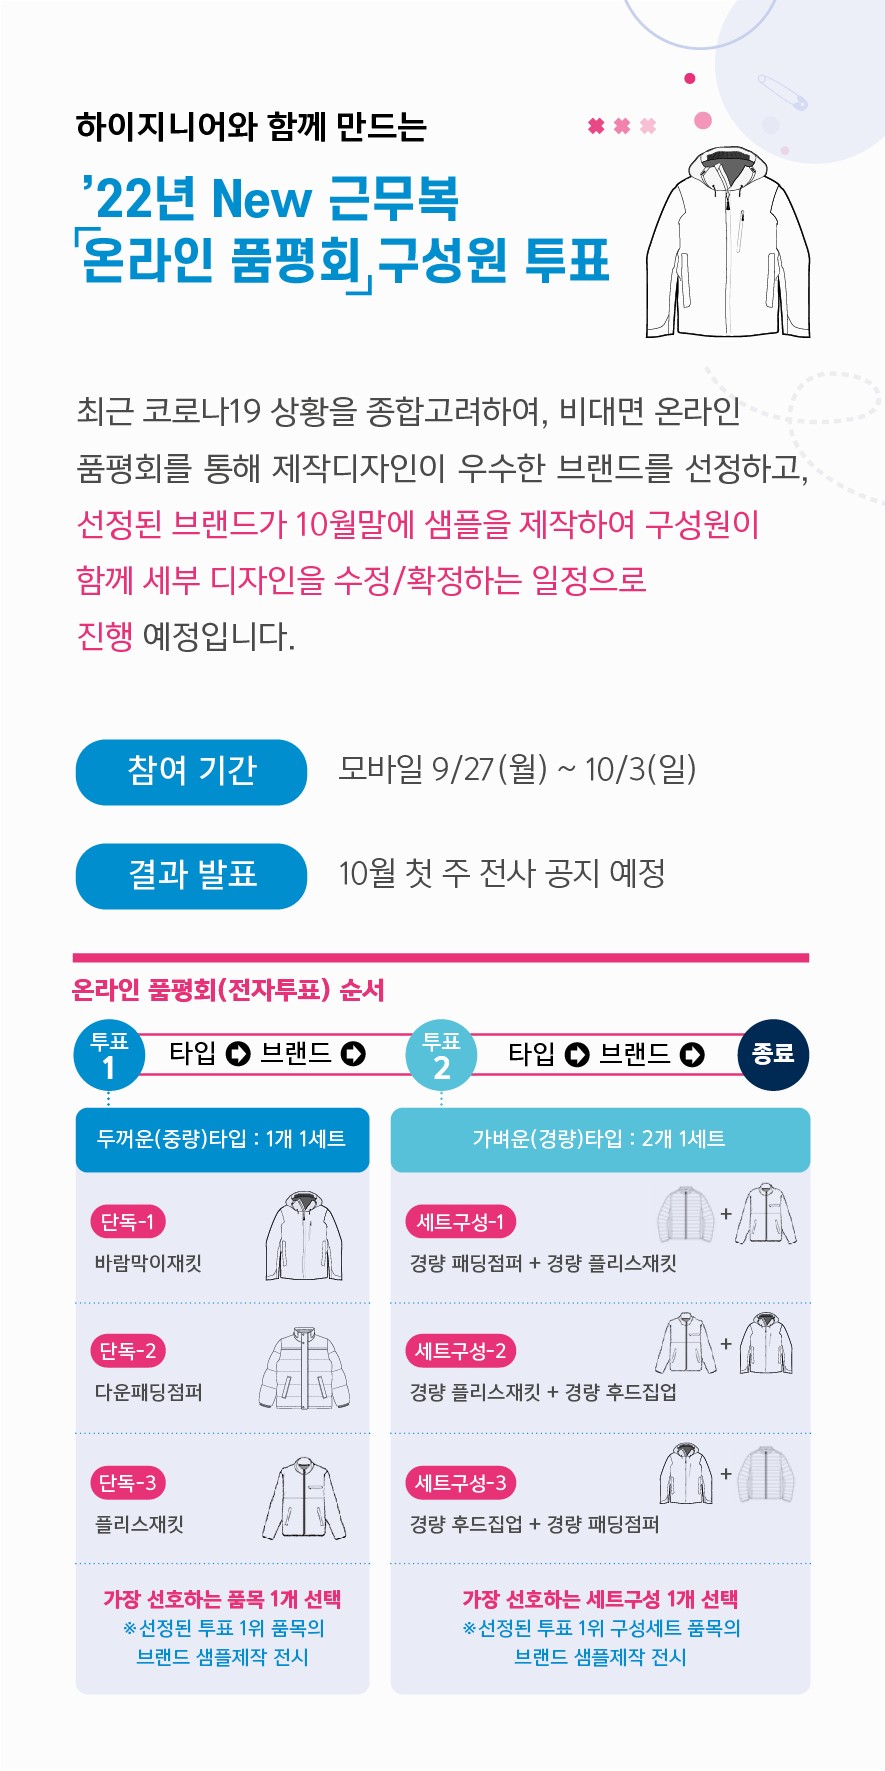 하이지니어와 함께 만드는
’22년 New 근무복
「온라인 품평회」구성원 투표
최근 코로나19 상황을 종합고려하여, 비대면 온라인
품평회를 통해 제작디자인이 우수한 브랜드를 선정하고,
선정된 브랜드가 10월말에 샘플을 제작하여 구성원이
함께 세부 디자인을 수정/확정하는 일정으로
진행 예정입니다.
참여 기간 모바일 9/27(월) ~ 10/3(일)
결과 발표 10월 첫 주 전사 공지 예정
온라인 품평회(전자투표) 순서
투표 1 타입 브랜드 투표 2 타입 브랜드 종료
두꺼운(중량)타입 : 1개 1세트
단독-1
바람막이재킷
단독-2
다운패딩점퍼
단독-3
플리스재킷
가장 선호하는 품목 1개 선택
※선정된 투표 1위 품목의
브랜드 샘플제작 전시
가벼운(경량)타입 : 2개 1세트
세트구성-1
+
경량 패딩점퍼 + 경량 플리스재킷
세트구성-2
+
경량 플리스재킷 + 경량 후드집업
세트구성-3
+
경량 후드집업 + 경량 패딩점퍼
가장 선호하는 세트구성 1개 선택
※선정된 투표 1위 구성세트 품목의
브랜드 샘플제작 전시